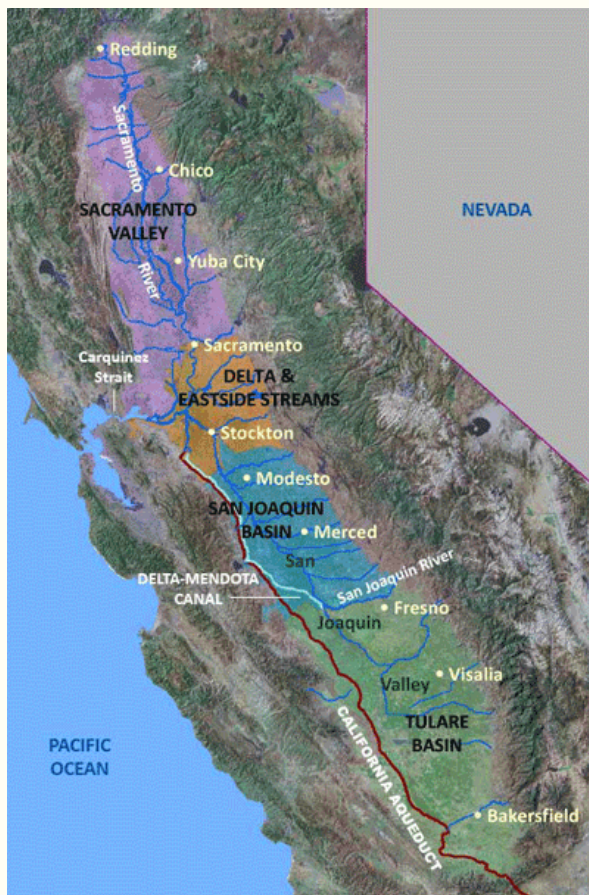 Redding
Sacramento
River
Chico
SACRAMENTO
VALLEY
NEVADA
Yuba City
Sacramento
Carquinez
Strait
DELTA &
EASTSIDE STREAMS
Stockton
Modesto
SAN JOAQUIN
BASIN
Merced
San
Joaquin
Valley
San Joaquin River
DELTA-MENDOTA
CANAL
Fresno
Visalia
TULARE
BASIN
PACIFIC
OCEAN
CALIFORNIA AQUEDUCT
Bakersfield